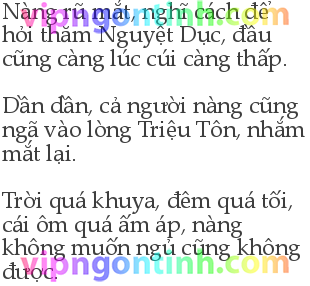 Nàng rũ mắt, nghĩ cách để
hỏi thăm Nguyệt Dục, đầu
cũng càng lúc cúi càng thấp.
Dần dần, cả người nàng cũng
ngã vào lòng Triệu Tôn, nhắm
mắt lại.
Trời quá khuya, đêm quá tối,
cái ôm quá ấm áp, nàng
không muốn ngủ cũng không
được.
vipngontinh.com
vipngontinh.com